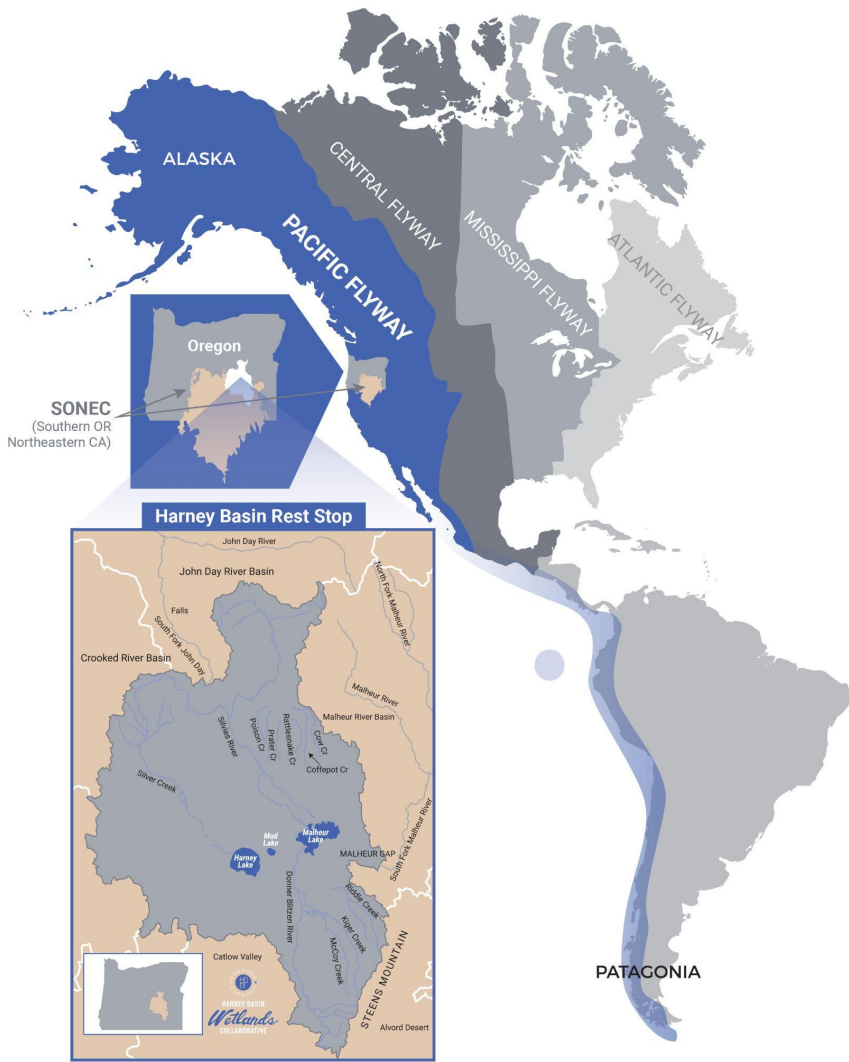 ALASKA
PACIFIC FLYWAY
CENTRAL FLYWAY
MISSISSIPPI FLYWAY
ATLANTIC FLYWAY
Oregon
SONEC
(Southern OR
Northeastern CA)
Harney Basin Rest Stop
John Day River
John Day River Basin
North Fork Malheur River
Falls
South Fork John Day
Crooked River Basin
Malheur River
Malheur River Basin
Silvies River
Poison Cr
Prater Cr
Rattlesnake Cr
Cow Cr
Coffepot Cr
Silver Creek
Malheur
Lake
Mud
Lake
Harney
Lake
MALHEUR GAP
South Fork Malheur River
Donner Blitzen River
Riddle Creek
Kiger Creek
McCoy Creek
STEENS MOUNTAIN
Catlow Valley
Alvord Desert
HARNEY BASIN
Wetlands
COLLABORATIVE
PATAGONIA